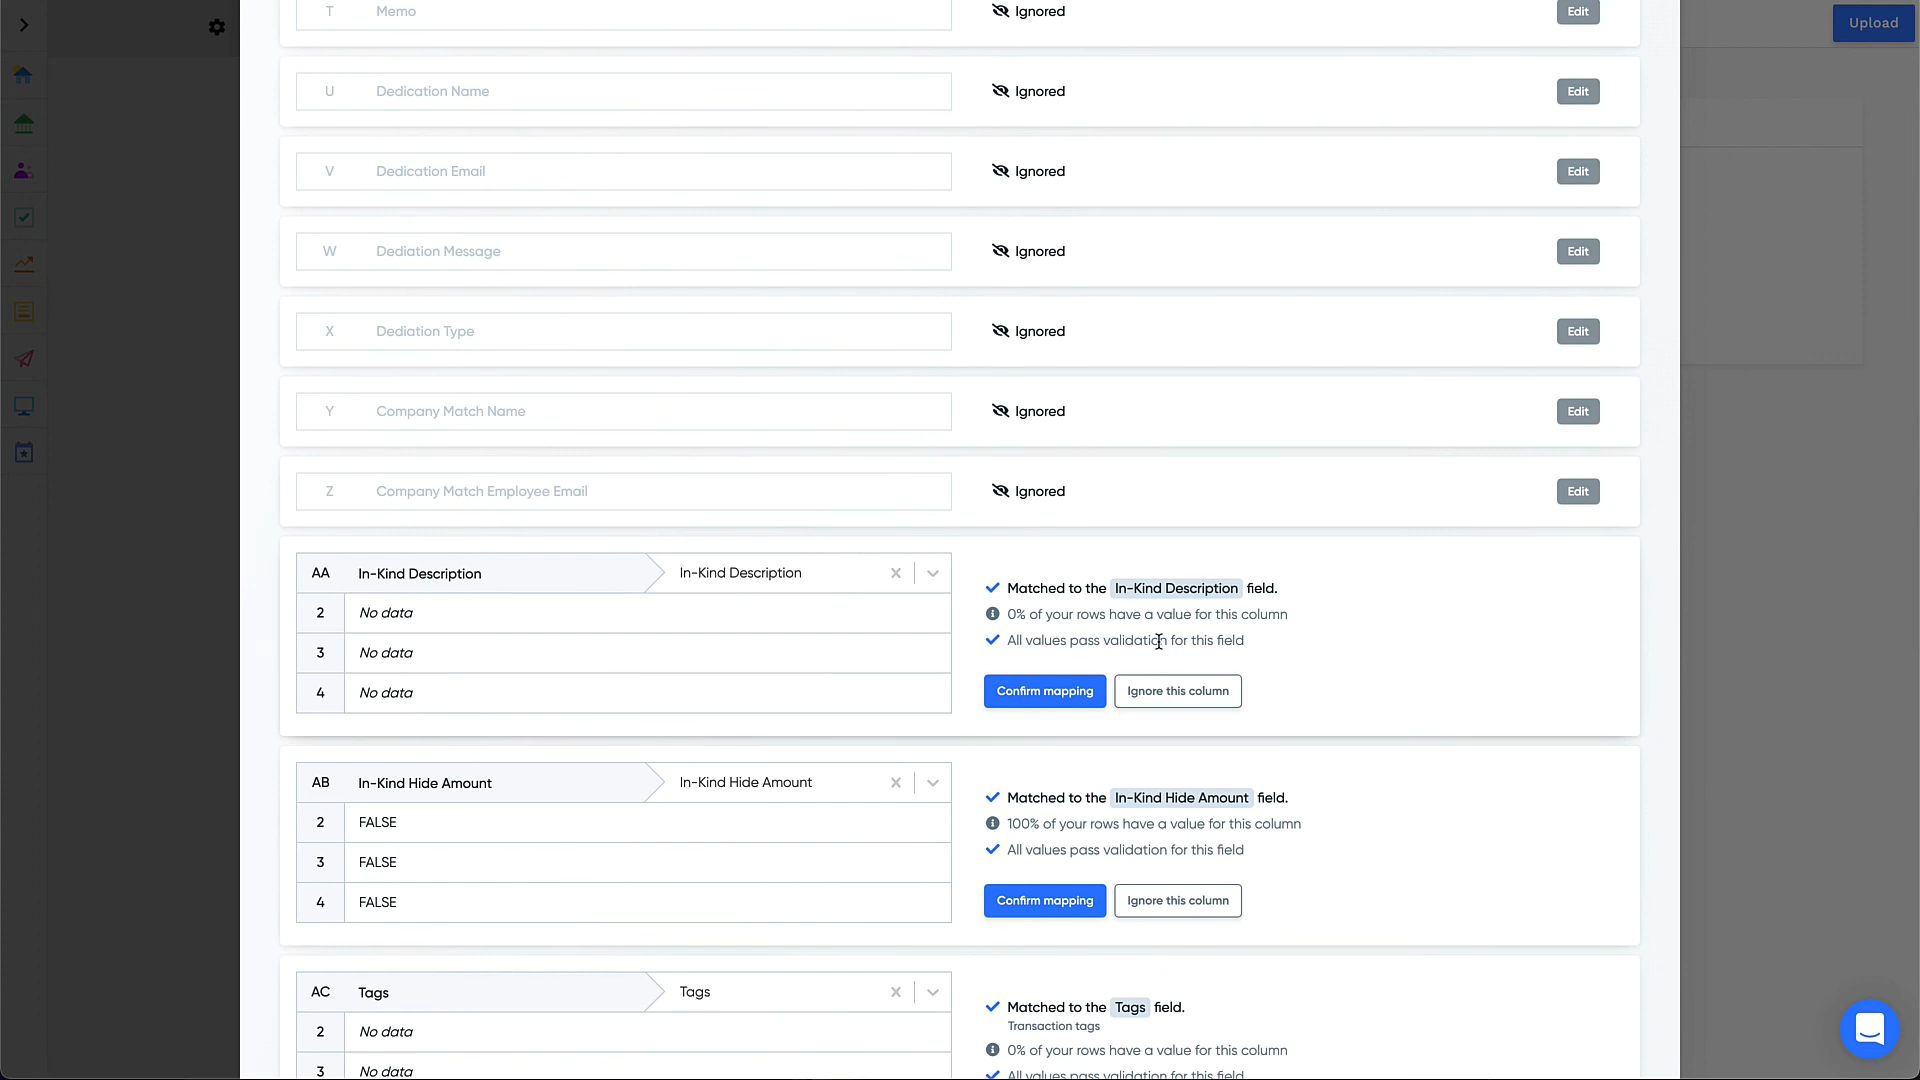 Upload
T Memo Ignored Edit
U Dedication Name Ignored Edit
V Dedication Email Ignored Edit
W Dediation Message Ignored Edit
X Dediation Type Ignored Edit
Y Company Match Name Ignored Edit
Z Company Match Employee Email Ignored Edit
AA In-Kind Description In-Kind Description
2 No data
3 No data
4 No data
Matched to the In-Kind Description field.
0% of your rows have a value for this column
All values pass validation for this field
Confirm mapping Ignore this column
AB In-Kind Hide Amount In-Kind Hide Amount
2 FALSE
3 FALSE
4 FALSE
Matched to the In-Kind Hide Amount field.
100% of your rows have a value for this column
All values pass validation for this field
Confirm mapping Ignore this column
AC Tags Tags
2 No data
3 No data
Matched to the Tags field.
Transaction tags
0% of your rows have a value for this column
All values pass validation for this field